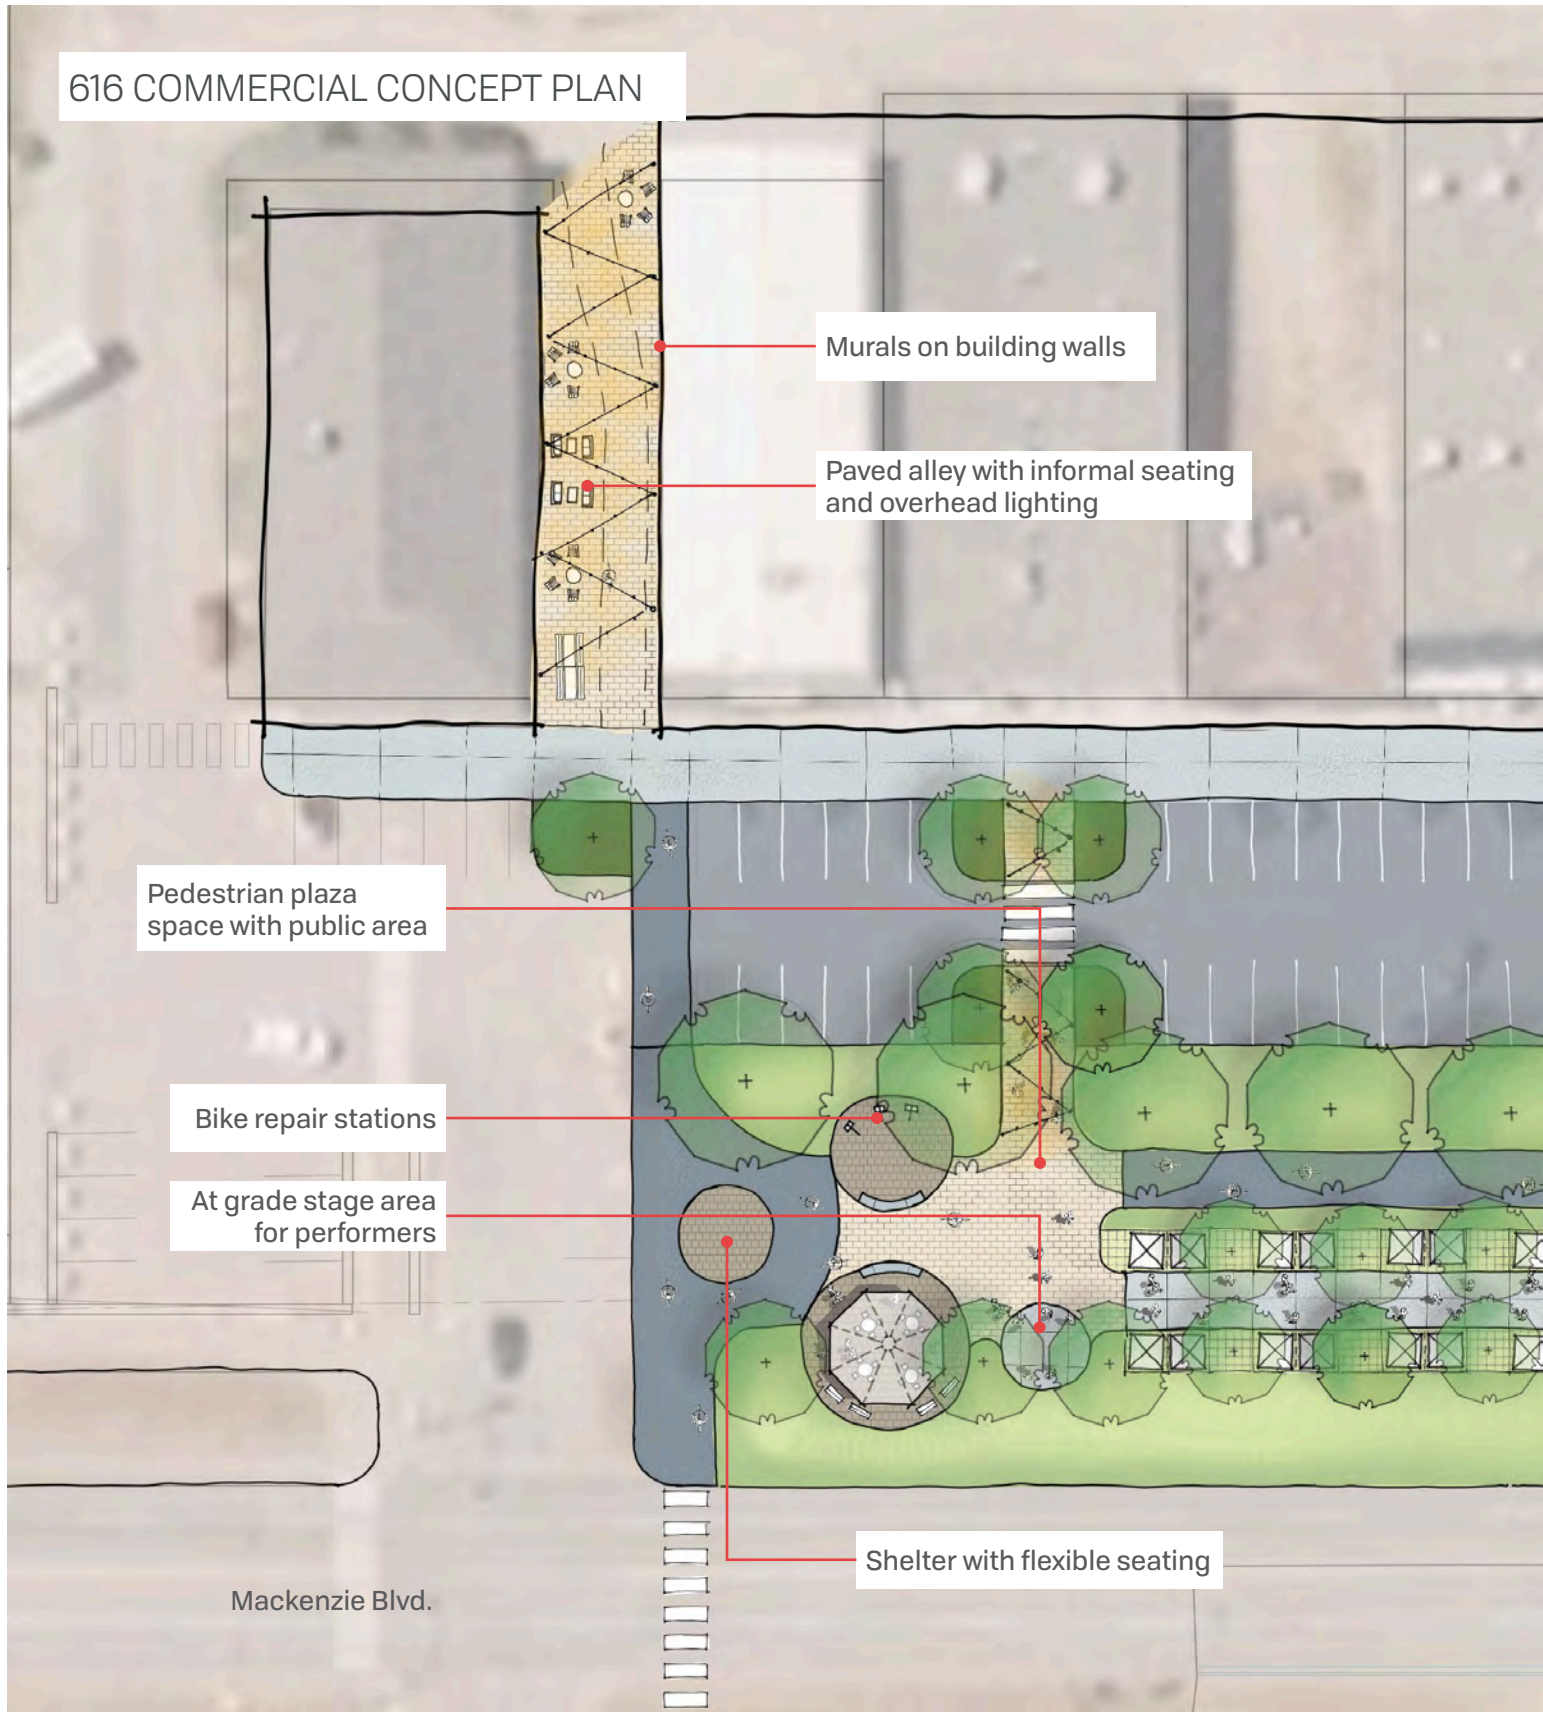 616 COMMERCIAL CONCEPT PLAN
Murals on building walls
Paved alley with informal seating
and overhead lighting
Pedestrian plaza
space with public area
Bike repair stations
At grade stage area
for performers
Shelter with flexible seating
Mackenzie Blvd.